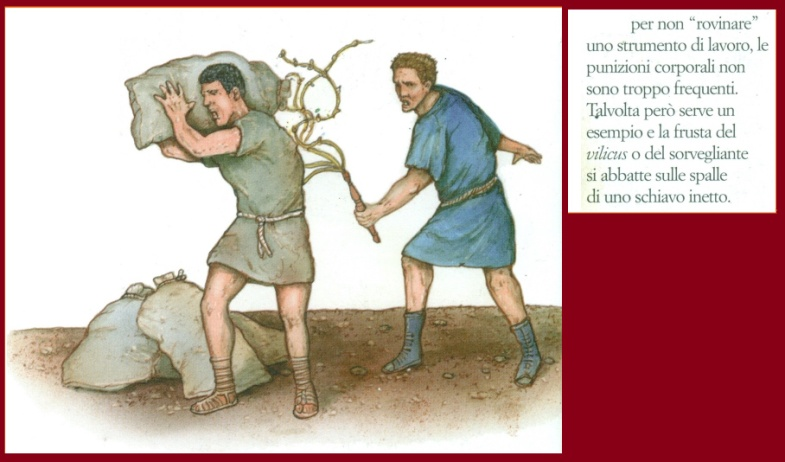 per non “rovinare”
uno strumento di lavoro, le
punizioni corporali non
sono troppo frequenti.
Talvolta però serve un
esempio e la frusta del
vilicus o del sorvegliante
si abbatte sulle spalle
di uno schiavo inetto.